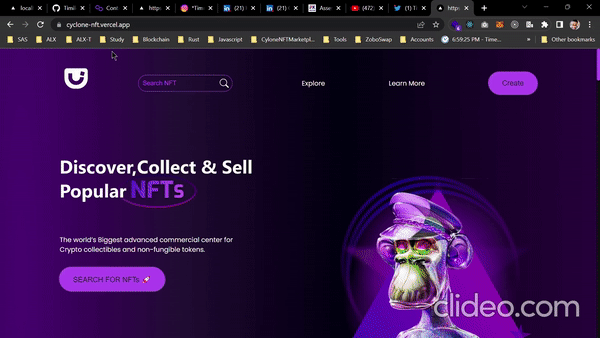 local
Timil
Conn
http
*Tim
(21)
(21)
Asse
(472)
(1) T
http
cyclone-nft.vercel.app
SAS ALX ALX-T Study Blockchain Rust Javascript CyloneNFTMarketpl... Tools ZoboSwap Accounts 6:59:25 PM - Time... » Other bookmarks
Search NFT Explore Learn More Create
Discover,Collect & Sell
Popular NFTs
The world's Biggest advanced commercial center for
Crypto collectibles and non-fungible tokens.
SEARCH FOR NFTs
clideo.com